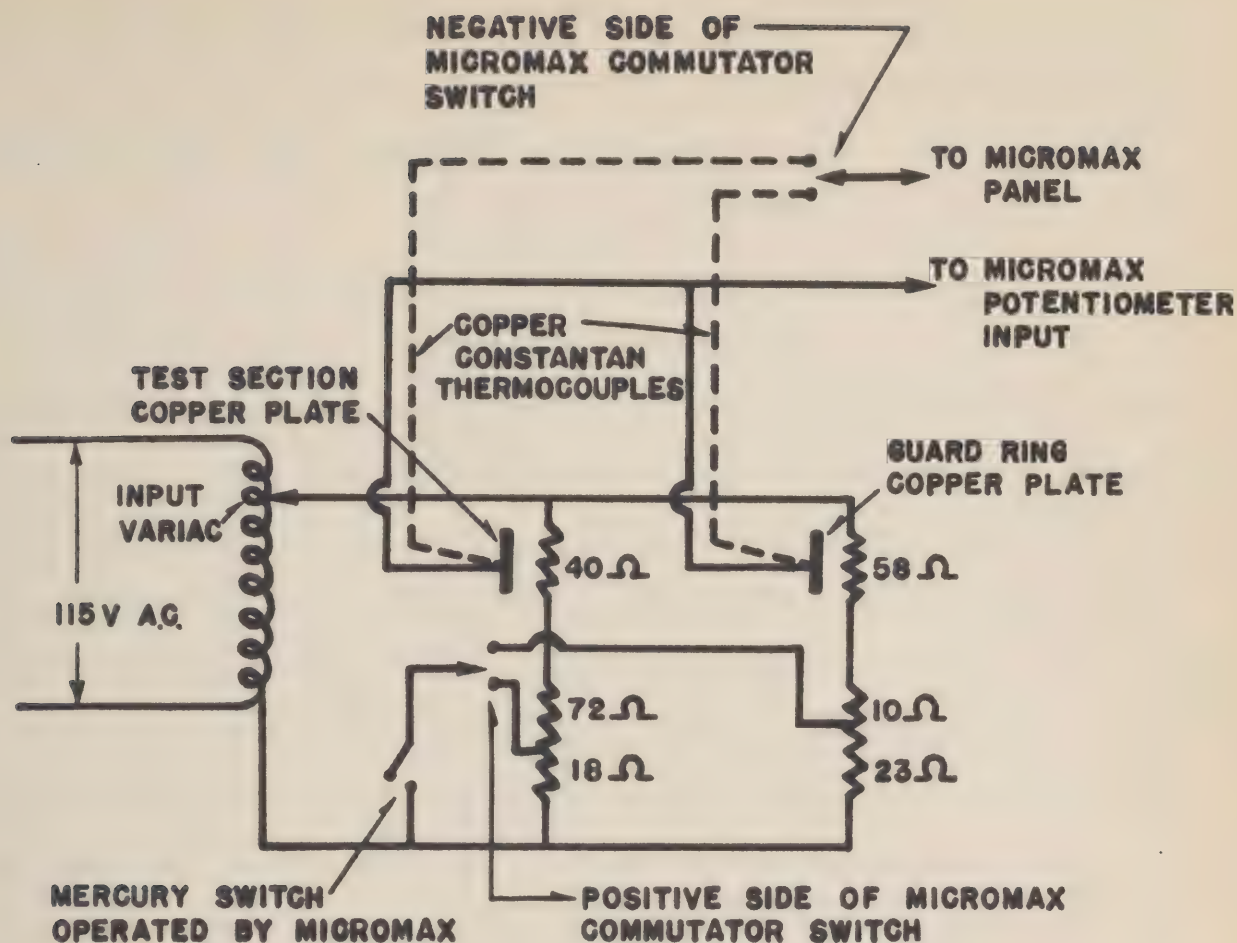 NEGATIVE SIDE OF
MICROMAX COMMUTATOR
SWITCH
TO MICROMAX
PANEL
TO MICROMAX
POTENTIOMETER
INPUT
COPPER
CONSTANTAN
THERMOCOUPLES
TEST SECTION
COPPER PLATE
GUARD RING
COPPER PLATE
INPUT
VARIAC
40Ω
58Ω
115V A.C.
72Ω
10Ω
18Ω
23Ω
MERCURY SWITCH
OPERATED BY MICROMAX
POSITIVE SIDE OF MICROMAX
COMMUTATOR SWITCH